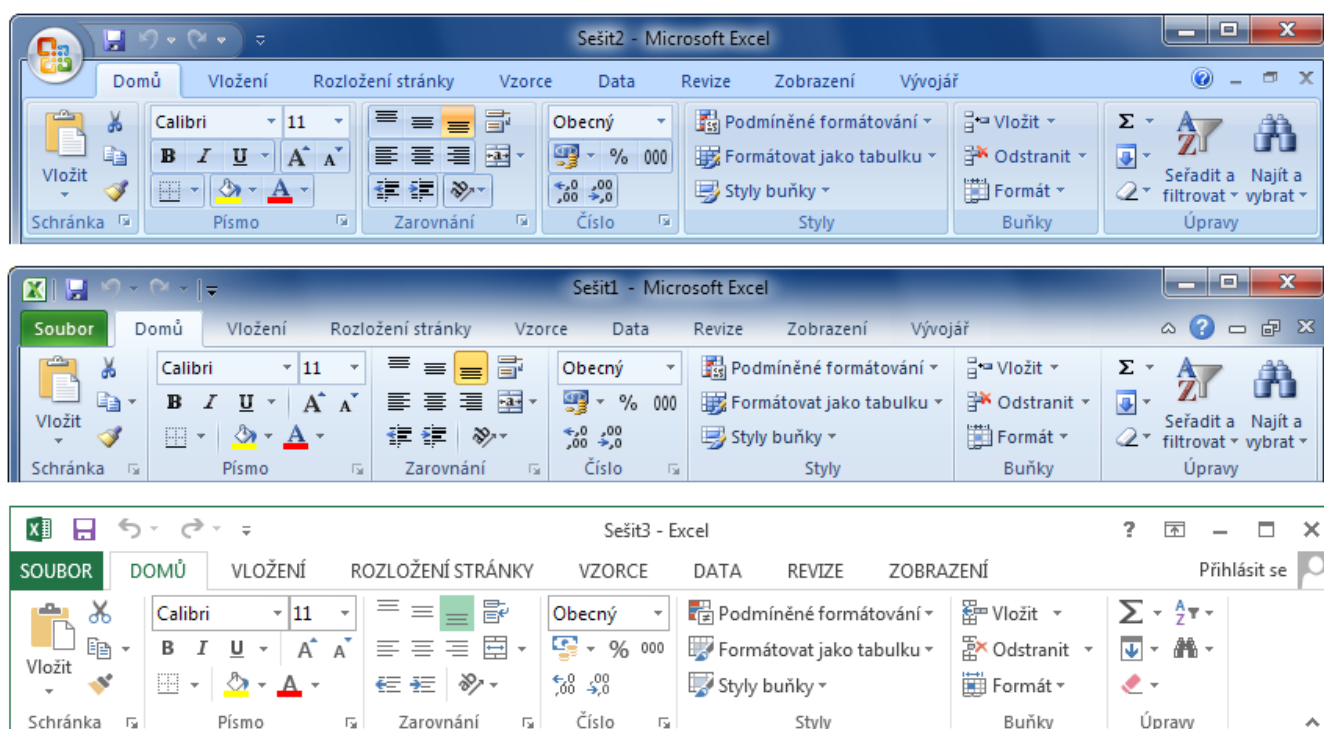 Sešit2 - Microsoft Excel
Domů Vložení Rozložení stránky Vzorce Data Revize Zobrazení Vývojář
Calibri 11 Obecný Podmíněné formátování Vložit Σ
B I U A A % 000 Formátovat jako tabulku Odstranit
Vložit A Styly buňky Formát Seřadit a filtrovat Najít a vybrat
Schránka Písmo Zarovnání Číslo Styly Buňky Úpravy
Sešit1 - Microsoft Excel
Soubor Domů Vložení Rozložení stránky Vzorce Data Revize Zobrazení Vývojář
Calibri 11 Obecný Podmíněné formátování Vložit Σ
B I U A A % 000 Formátovat jako tabulku Odstranit
Vložit A Styly buňky Formát Seřadit a filtrovat Najít a vybrat
Schránka Písmo Zarovnání Číslo Styly Buňky Úpravy
Sešit3 - Excel ?
SOUBOR DOMŮ VLOŽENÍ ROZLOŽENÍ STRÁNKY VZORCE DATA REVIZE ZOBRAZENÍ Přihlásit se
Calibri 11 Obecný Podmíněné formátování Vložit Σ
B I U A A % 000 Formátovat jako tabulku Odstranit
Vložit A Styly buňky Formát
Schránka Písmo Zarovnání Číslo Styly Buňky Úpravy